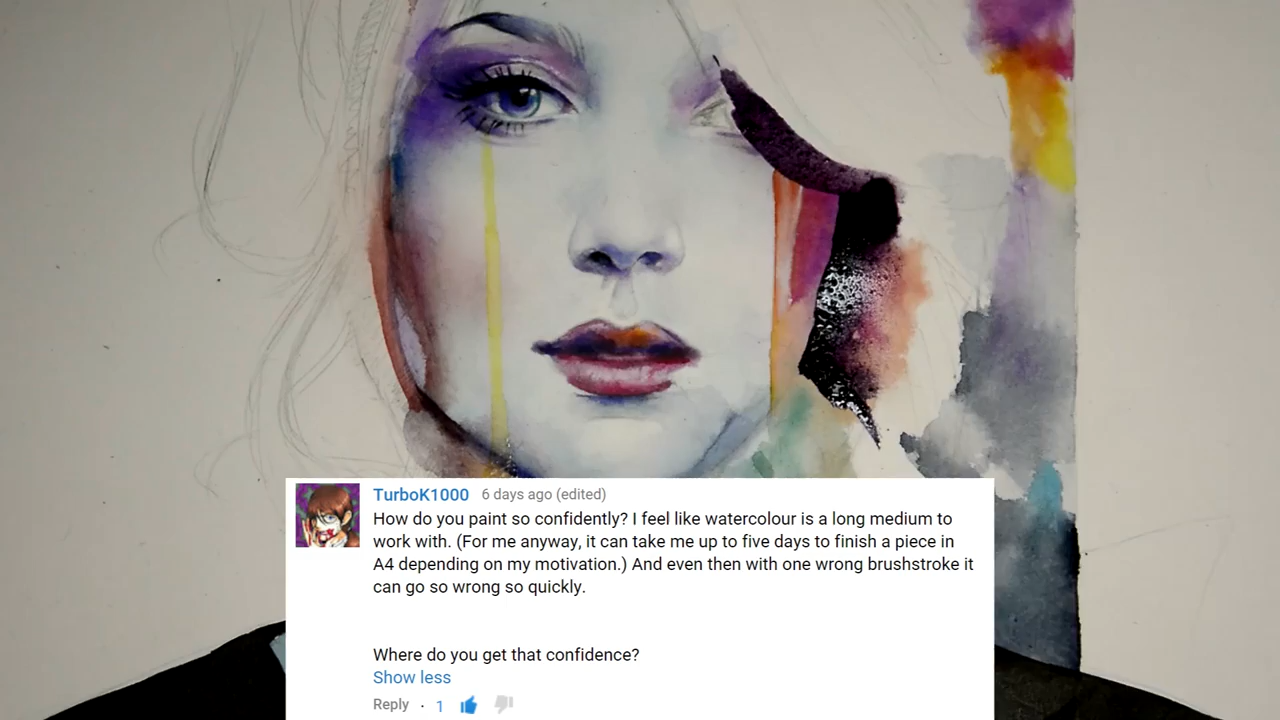 TurboK1000 6 days ago (edited)
How do you paint so confidently? I feel like watercolour is a long medium to
work with. (For me anyway, it can take me up to five days to finish a piece in
A4 depending on my motivation.) And even then with one wrong brushstroke it
can go so wrong so quickly.
Where do you get that confidence?
Show less
Reply · 1